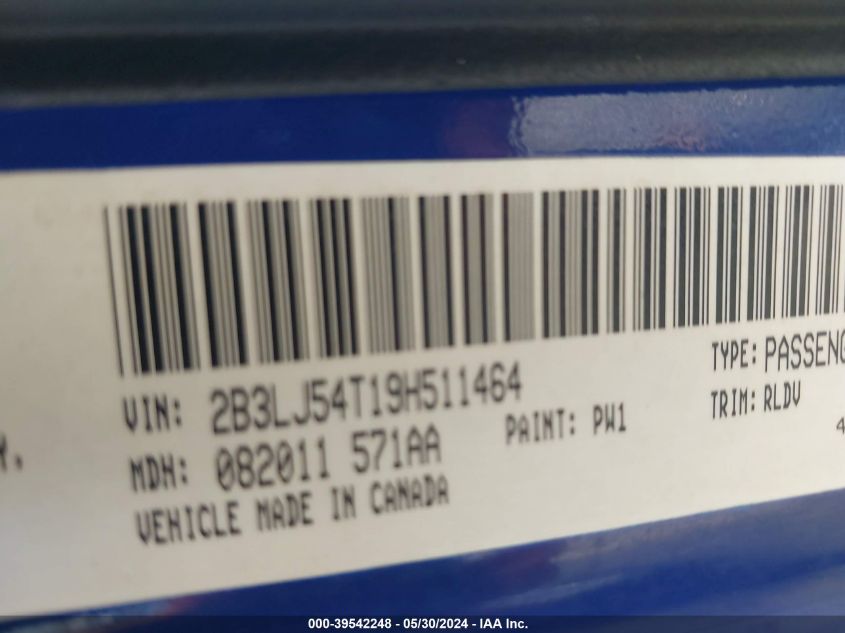 TYPE: PASSENG
VIN: 2B3LJ54T19H511464
TRIM: RLDV
PAINT: PW1
4
Y.
MDH: 082011 571AA
VEHICLE MADE IN CANADA
000-39542248 - 05/30/2024 - IAA Inc.